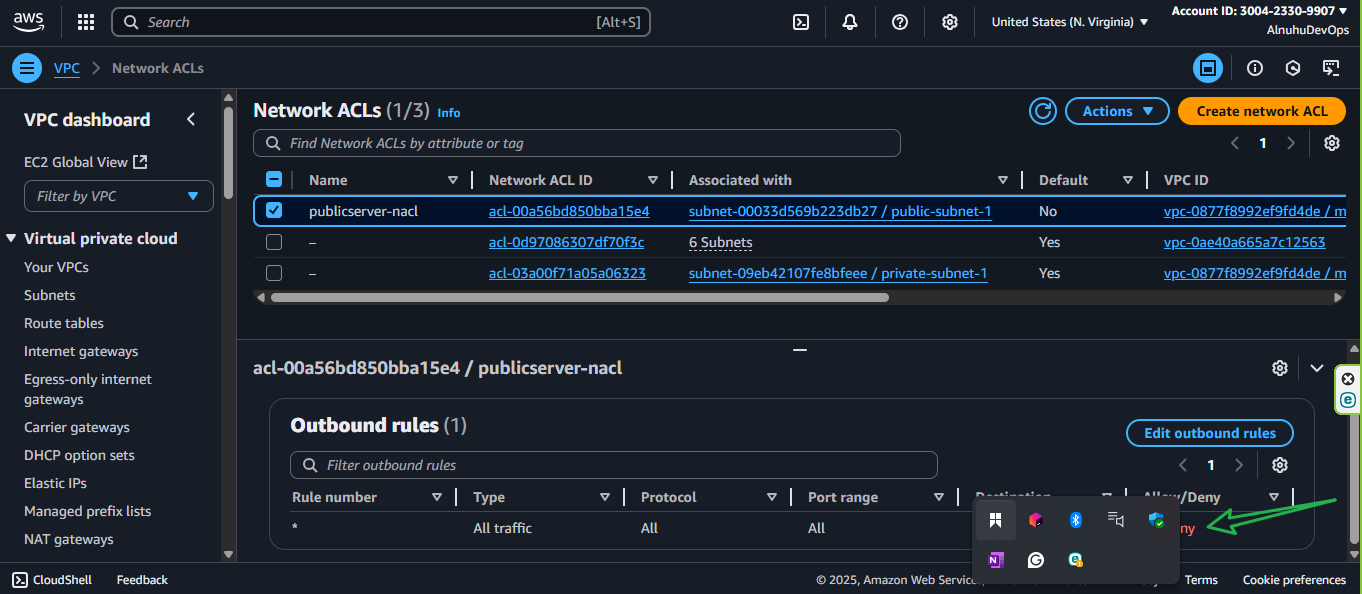 aws
Search [Alt+S]
United States (N. Virginia)
Account ID: 3004-2330-9907
AlnuhuDevOps
VPC
Network ACLs
VPC dashboard
EC2 Global View
Filter by VPC
Virtual private cloud
Your VPCs
Subnets
Route tables
Internet gateways
Egress-only internet
gateways
Carrier gateways
DHCP option sets
Elastic IPs
Managed prefix lists
NAT gateways
Network ACLs (1/3) Info
Actions
Create network ACL
Find Network ACLs by attribute or tag
1
Name Network ACL ID Associated with Default VPC ID
publicserver-nacl acl-00a56bd850bba15e4 subnet-00033d569b223db27 / public-subnet-1 No vpc-0877f8992ef9fd4de / m
– acl-0d97086307df70f3c 6 Subnets Yes vpc-0ae40a665a7c12563
– acl-03a00f71a05a06323 subnet-09eb42107fe8bfeee / private-subnet-1 Yes vpc-0877f8992ef9fd4de / m
acl-00a56bd850bba15e4 / publicserver-nacl
Outbound rules (1)
Edit outbound rules
Filter outbound rules
1
Rule number Type Protocol Port range Destination Allow/Deny
* All traffic All All ny
CloudShell Feedback
© 2025, Amazon Web Service
Terms Cookie preferences